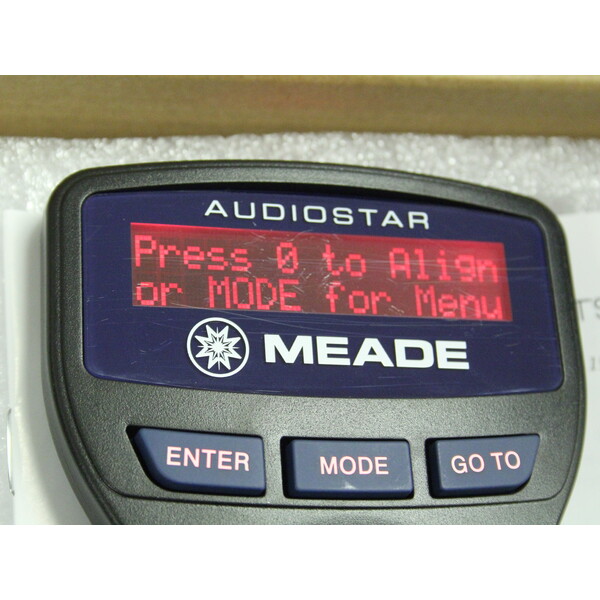 AUDIOSTAR
Press 0 to Align
or MODE for Menu
MEADE
ENTER
MODE
GO TO